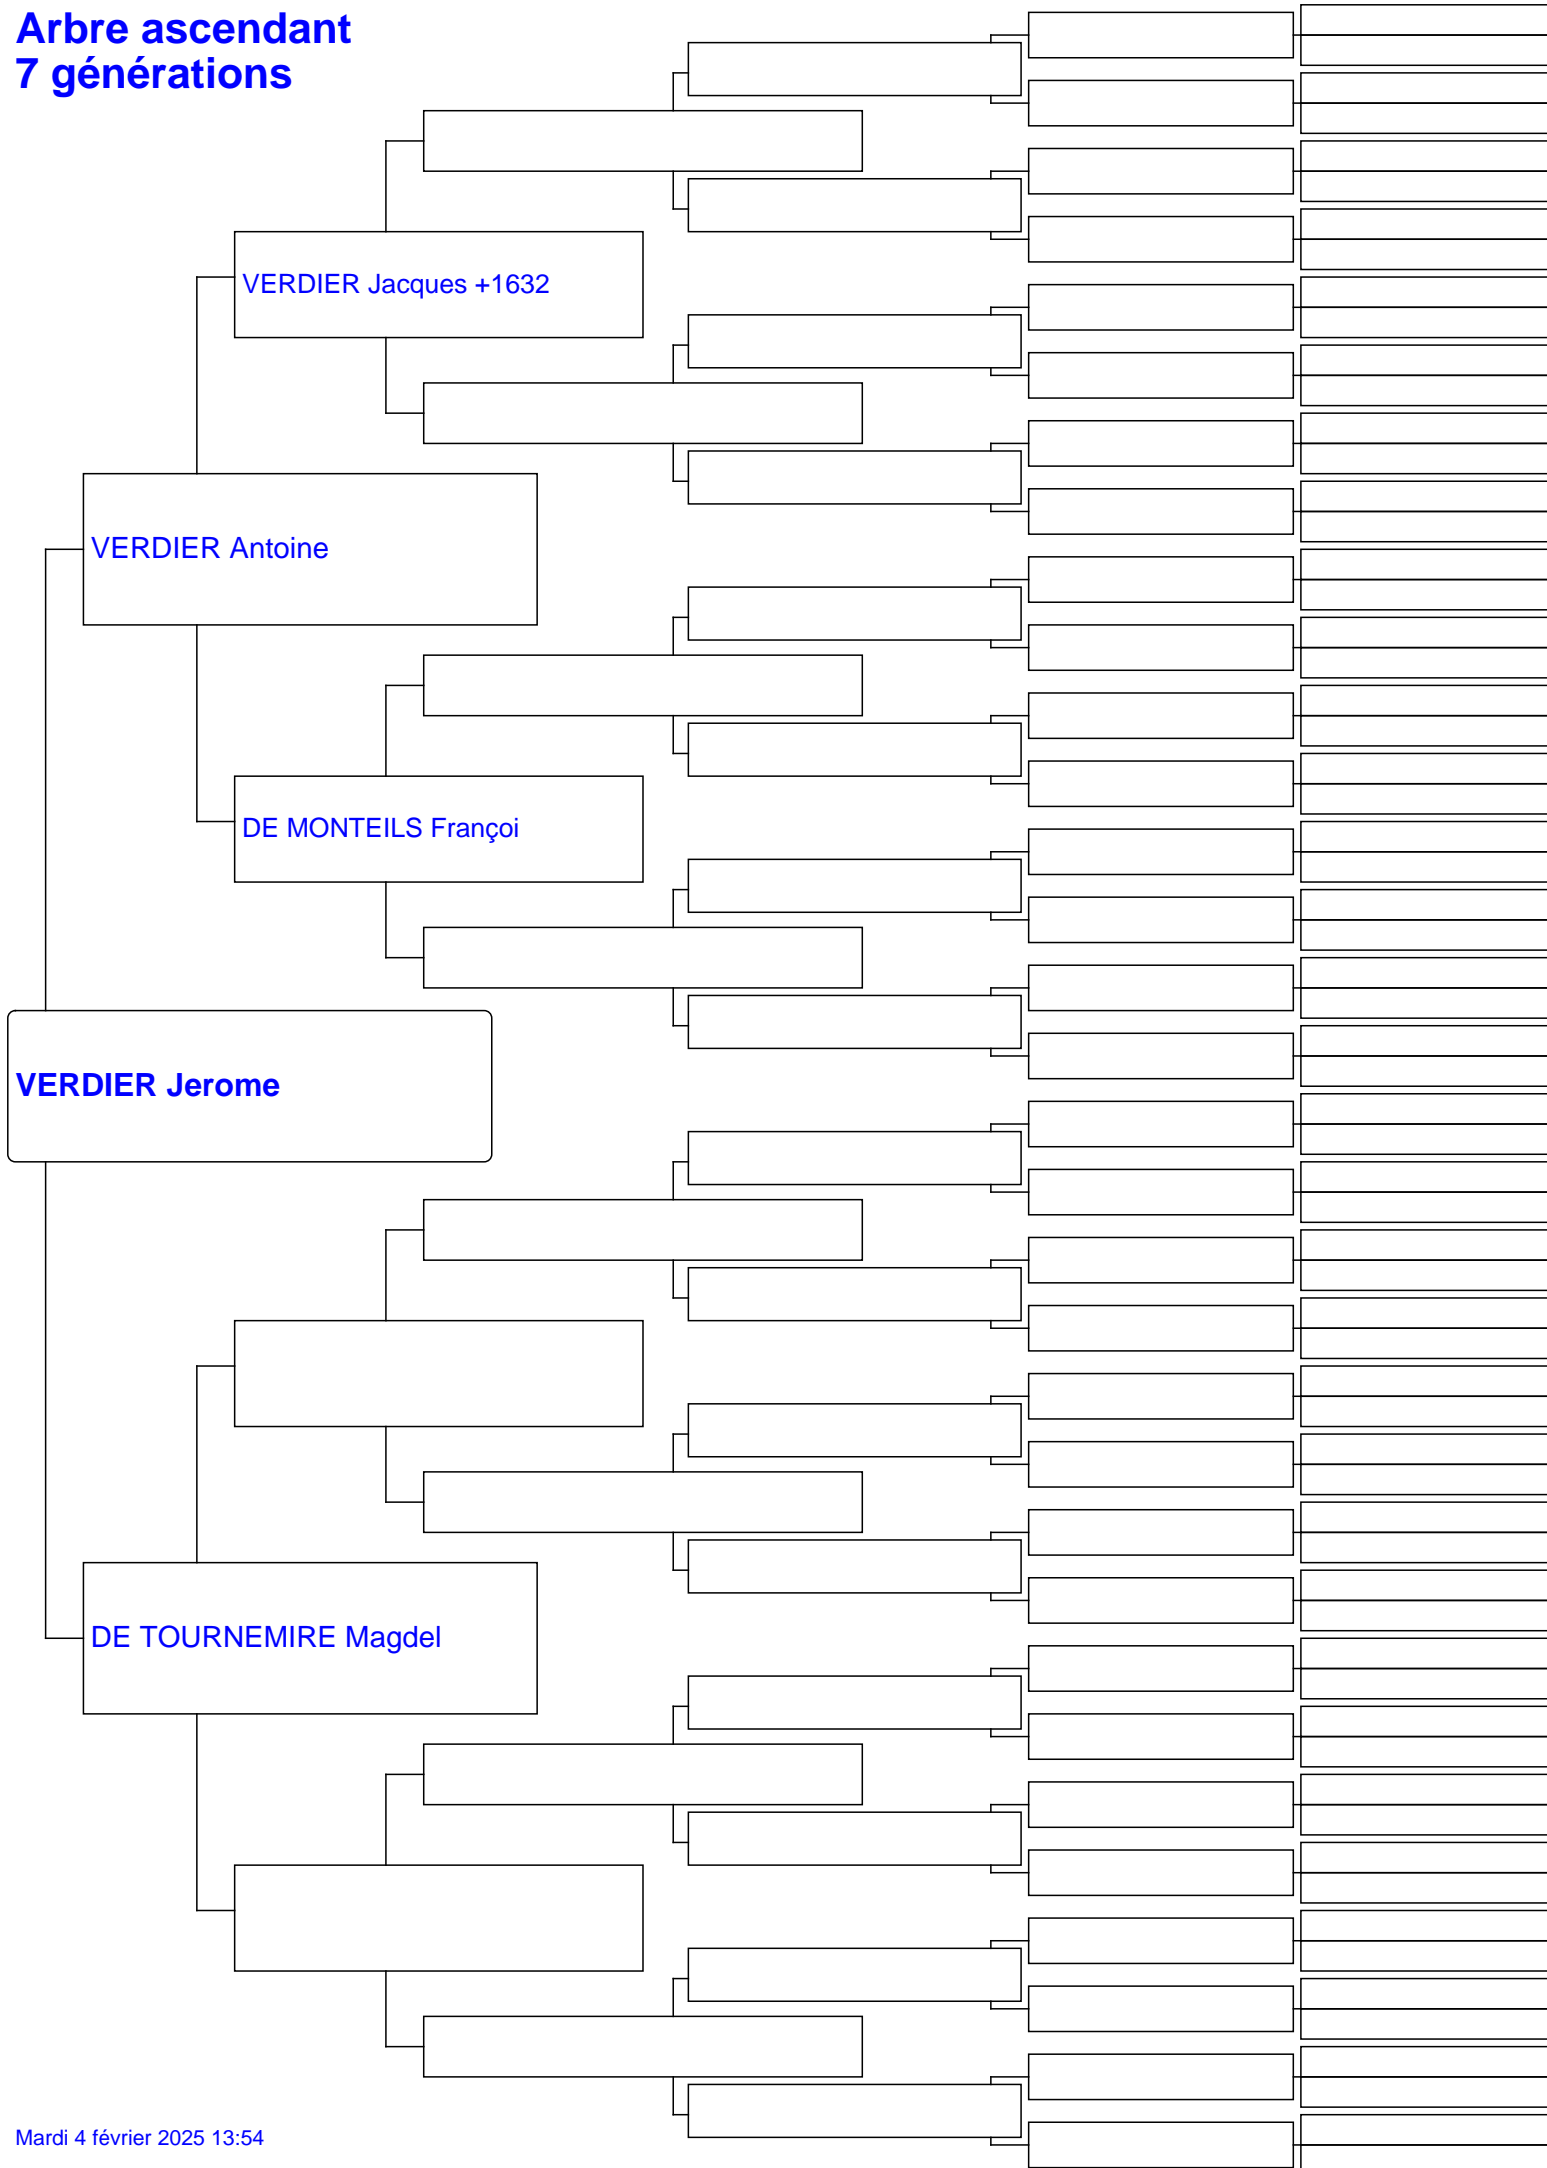 Arbre ascendant
7 générations
VERDIER Jacques +1632
VERDIER Antoine
DE MONTEILS Françoi
VERDIER Jerome
DE TOURNEMIRE Magdel
Mardi 4 février 2025 13:54